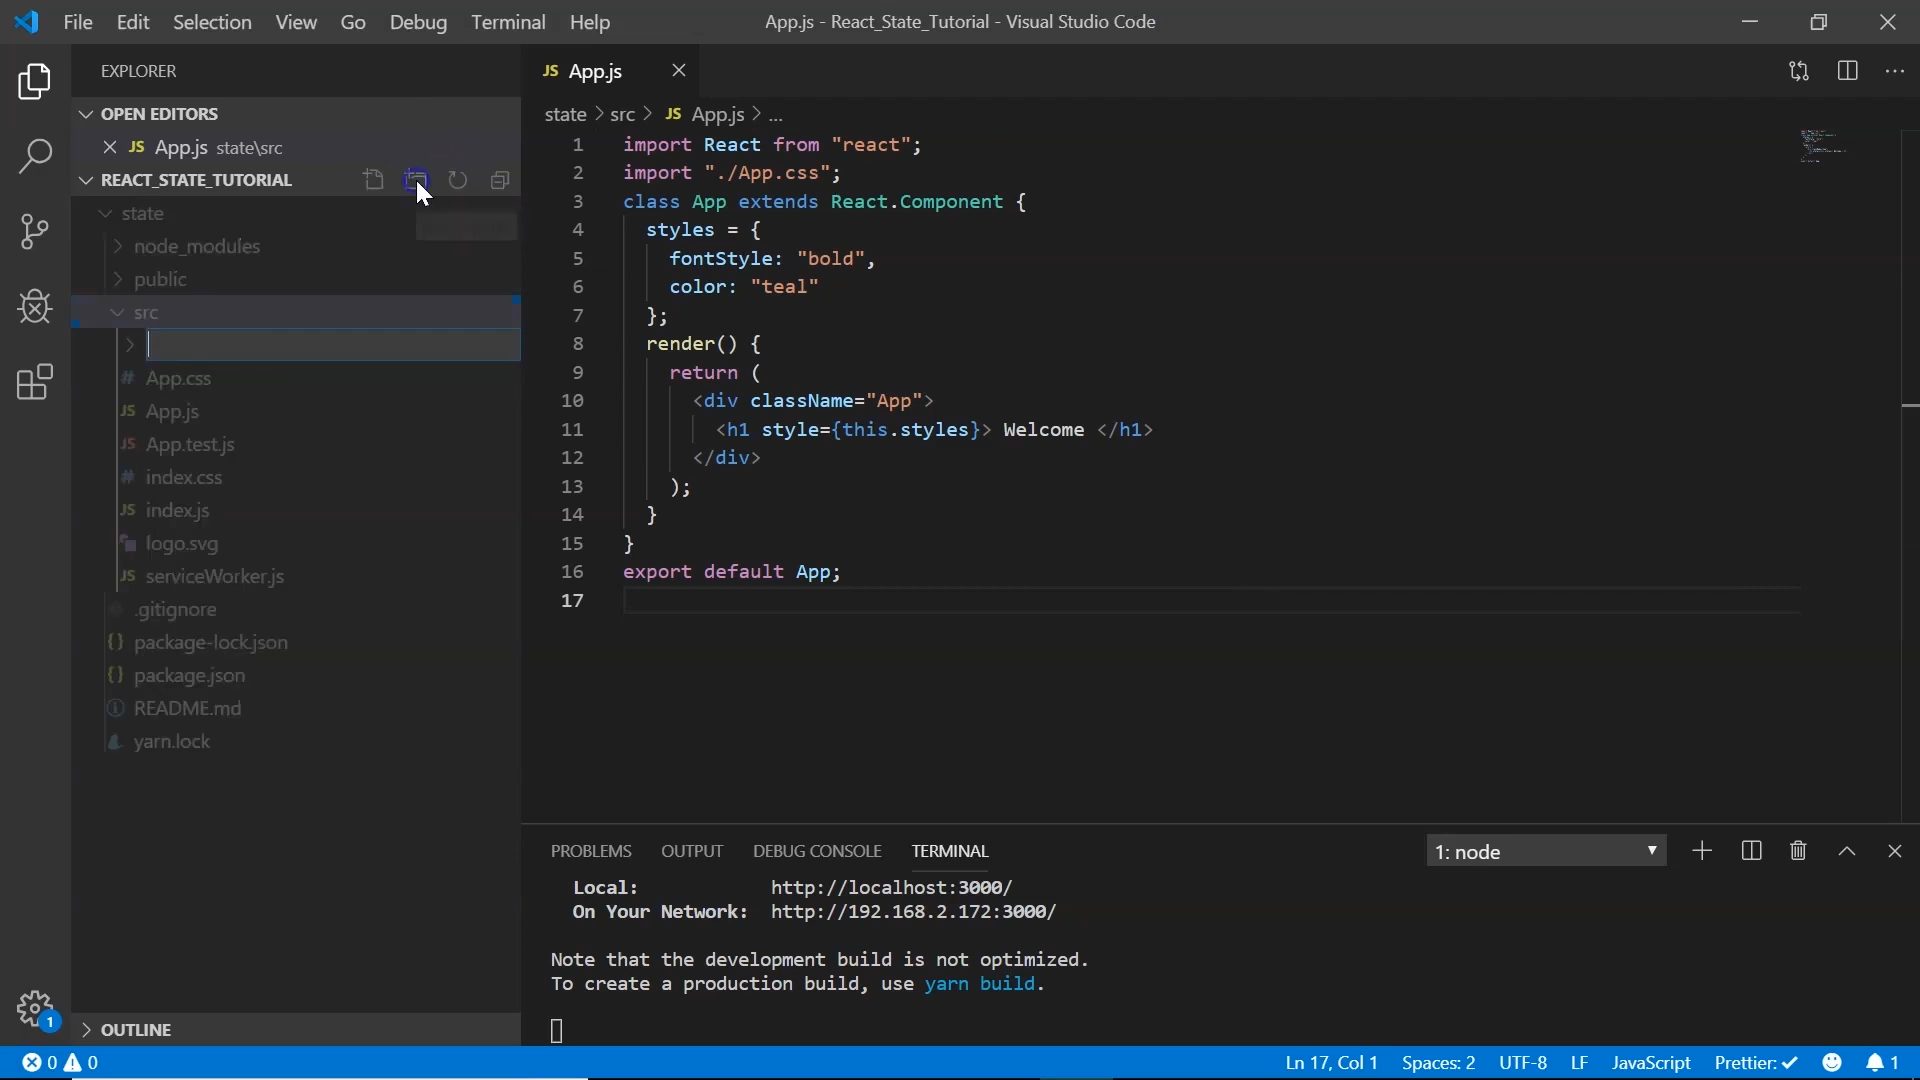 File Edit Selection View Go Debug Terminal Help
App.js - React_State_Tutorial - Visual Studio Code
EXPLORER
OPEN EDITORS
JS App.js state\src
REACT_STATE_TUTORIAL
state
node_modules
public
src
# App.css
JS App.js
JS App.test.js
# index.css
JS index.js
logo.svg
JS serviceWorker.js
.gitignore
{} package-lock.json
{} package.json
README.md
yarn.lock
OUTLINE
JS App.js
state > src > JS App.js > ...
1 import React from "react";
2 import "./App.css";
3 class App extends React.Component {
4 styles = {
5 fontStyle: "bold",
6 color: "teal"
7 };
8 render() {
9 return (
10 <div className="App">
11 <h1 style={this.styles}> Welcome </h1>
12 </div>
13 );
14 }
15 }
16 export default App;
17
PROBLEMS OUTPUT DEBUG CONSOLE TERMINAL
1: node
Local: http://localhost:3000/
On Your Network: http://192.168.2.172:3000/
Note that the development build is not optimized.
To create a production build, use yarn build.
1
0 0
Ln 17, Col 1 Spaces: 2 UTF-8 LF JavaScript Prettier: ✓ 1